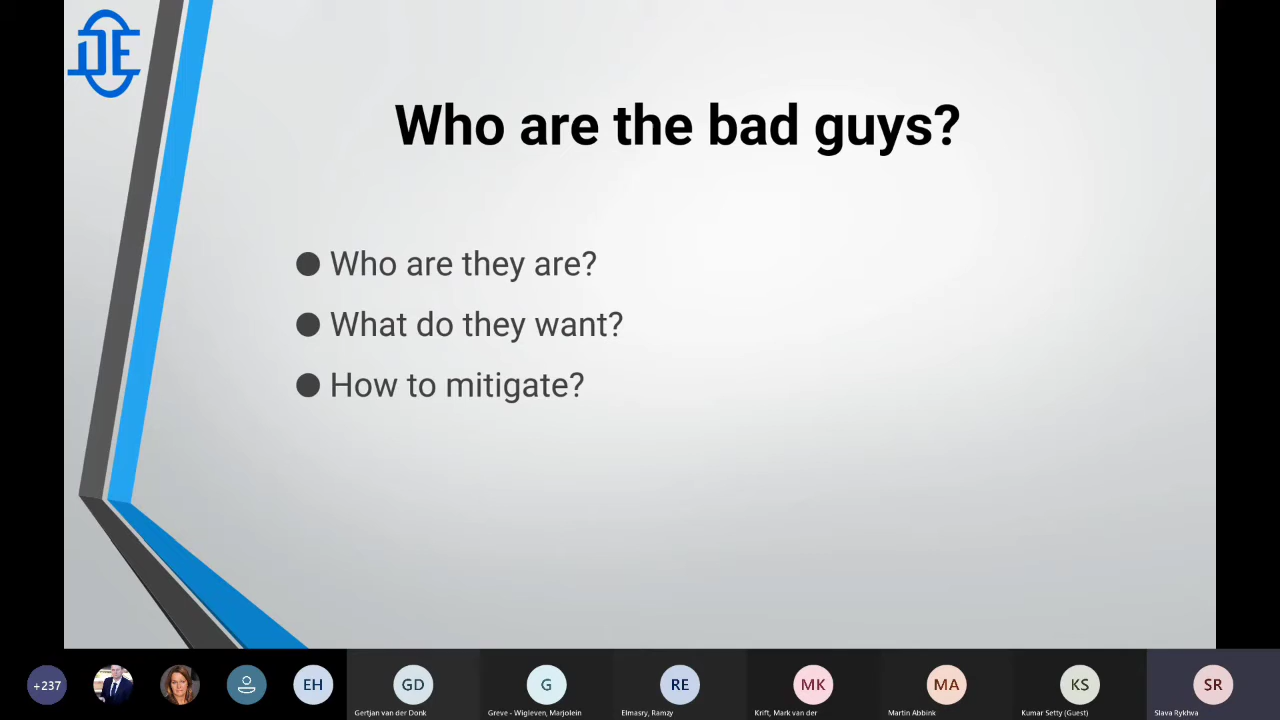 DE
Who are the bad guys?
Who are they are?
What do they want?
How to mitigate?
+237
EH
GD
G
RE
MK
MA
KS
SR
Gertjan van der Donk
Greve - Wigleven, Marjolein
Elmasry, Ramzy
Krift, Mark van der
Martin Abbink
Kumar Setty (Guest)
Slava Rykhva